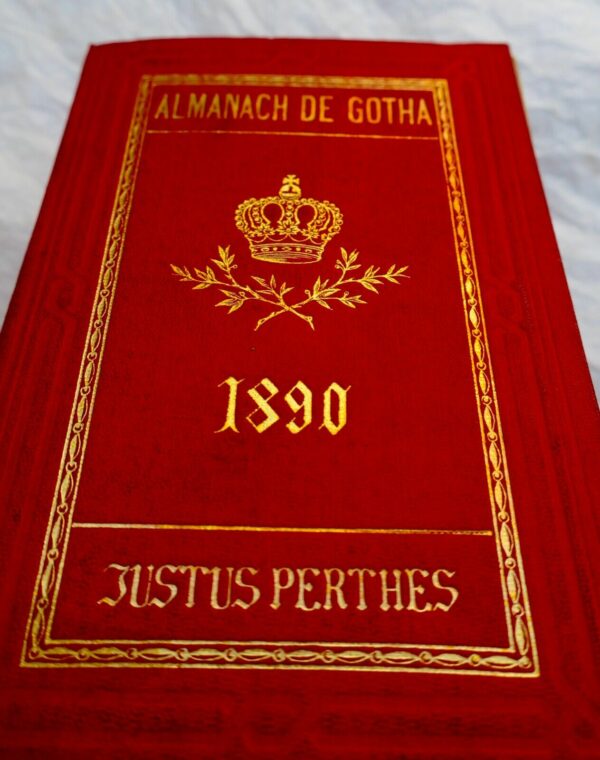 ALMANACH DE GOTHA
1890
JUSTUS PERTHES